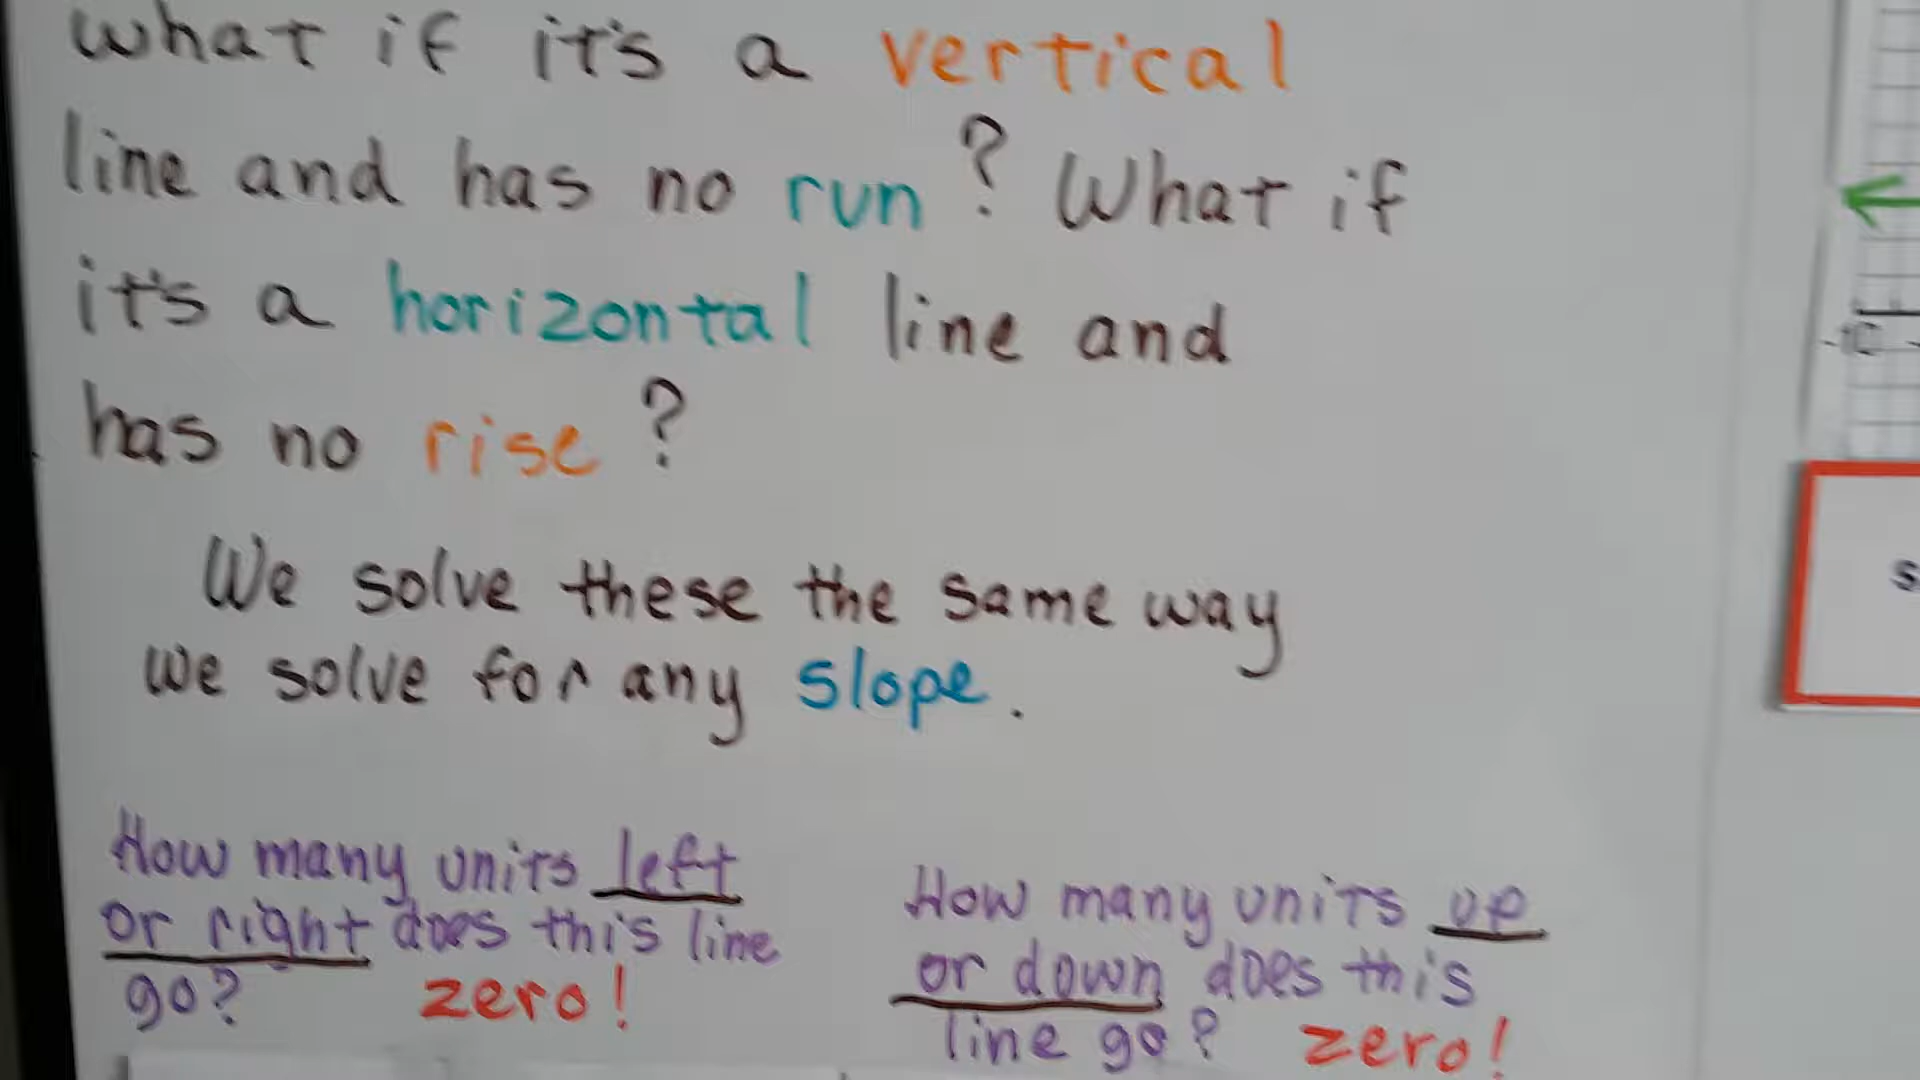 what if it's a vertical
line and has no run? What if
it's a horizontal line and
has no rise?
We solve these the same way
we solve for any slope.
How many units left
or right does this line
go? zero!
How many units up
or down does this
line go? zero!
-10
s